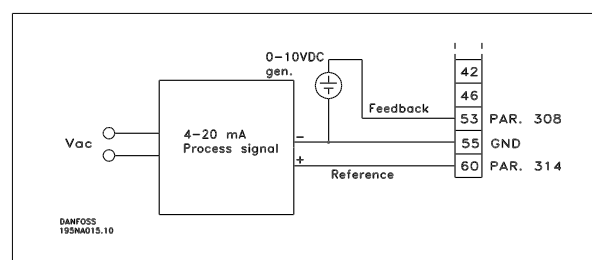 0-10VDC
gen.
42
46
Feedback
53 PAR. 308
Vac
4-20 mA
Process signal
-
55 GND
+
60 PAR. 314
Reference
DANFOSS
195NA015.10